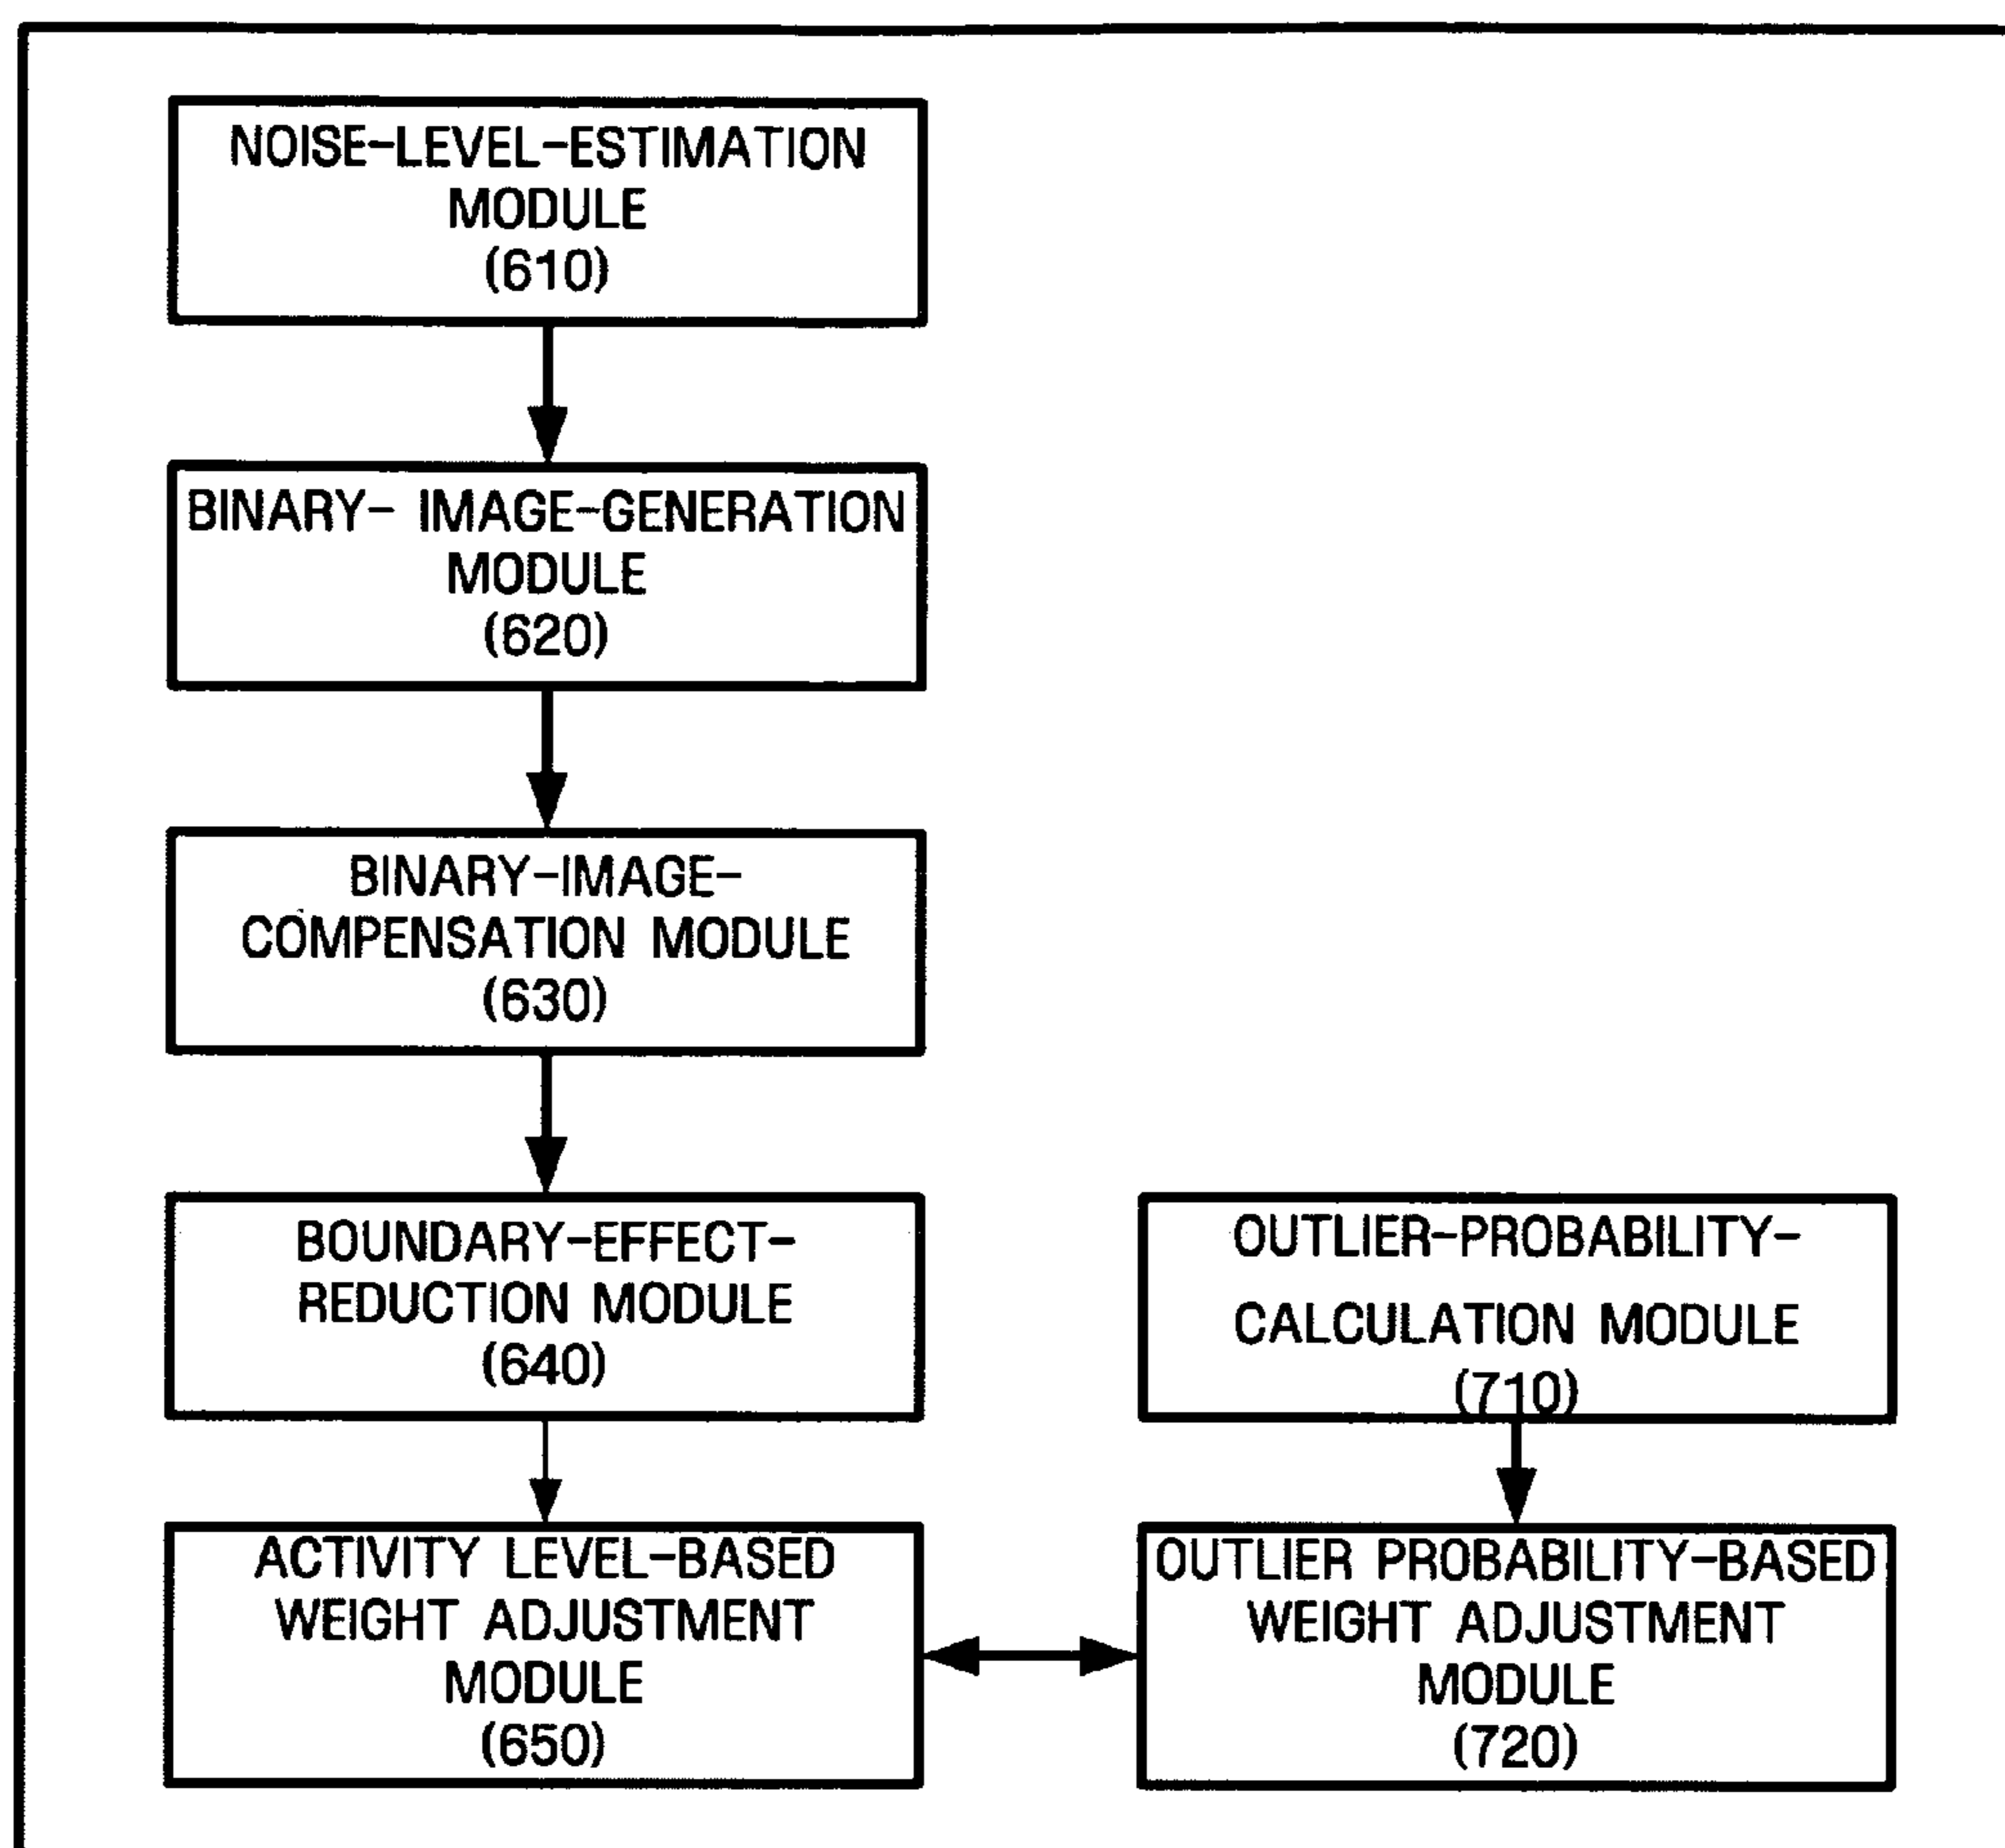 NOISE-LEVEL-ESTIMATION
MODULE
(610)
BINARY- IMAGE-GENERATION
MODULE
(620)
BINARY-IMAGE-
COMPENSATION MODULE
(630)
BOUNDARY-EFFECT-
REDUCTION MODULE
(640)
OUTLIER-PROBABILITY-
CALCULATION MODULE
(710)
ACTIVITY LEVEL-BASED
WEIGHT ADJUSTMENT
MODULE
(650)
OUTLIER PROBABILITY-BASED
WEIGHT ADJUSTMENT
MODULE
(720)